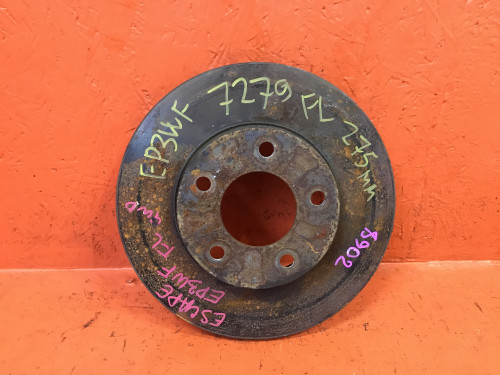 EP3WF 7279 FL 275mm
8902
ESCAPE FL 4WD
EP3WF